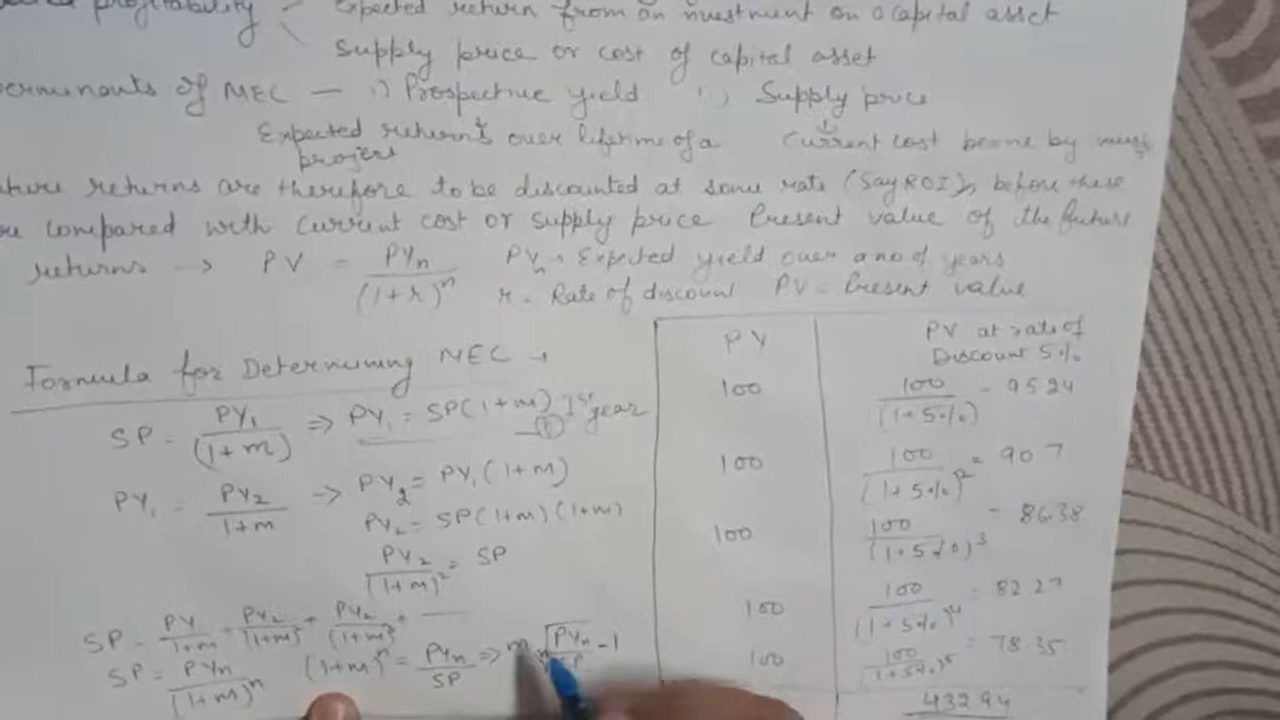 profitability - Expected return from an investment on a capital asset
Supply price or cost of capital asset
of MEC - i) Prospective yield ii) Supply price
Expected returns over lifetime of a project Current cost borne by
returns are therefore to be discounted at some rate (Say ROI), before these
compared with current cost or supply price Present value of the future
returns → PV = PYn / (1+r)^n PYn = Expected yield over a no. of years
r = Rate of discount PV = Present value
Formula for Determining MEC →
SP = PY1 / (1+m) ⇒ PY1 = SP(1+m) 1st year
①
PY1 = PY2 / 1+m → PY2 = PY1(1+m)
PY2 = SP(1+m)(1+m)
PY2 / (1+m)^2 = SP
SP = PY / 1+m + PY2 / (1+m) + PY2 / (1+m) +
SP = PYn / (1+m)^n (1+m)^n = PYn / SP ⇒ m n√PYn / SP - 1
PY PV at rate of Discount 5%
100 100 / (1+5%) - 95 24
100 100 / (1+5%)^2 = 90 7
100 100 / (1+5%)^3 = 86.38
100 100 / (1+5%)^4 = 82 27
100 100 / (1+5%)^5 = 78 35
432 94